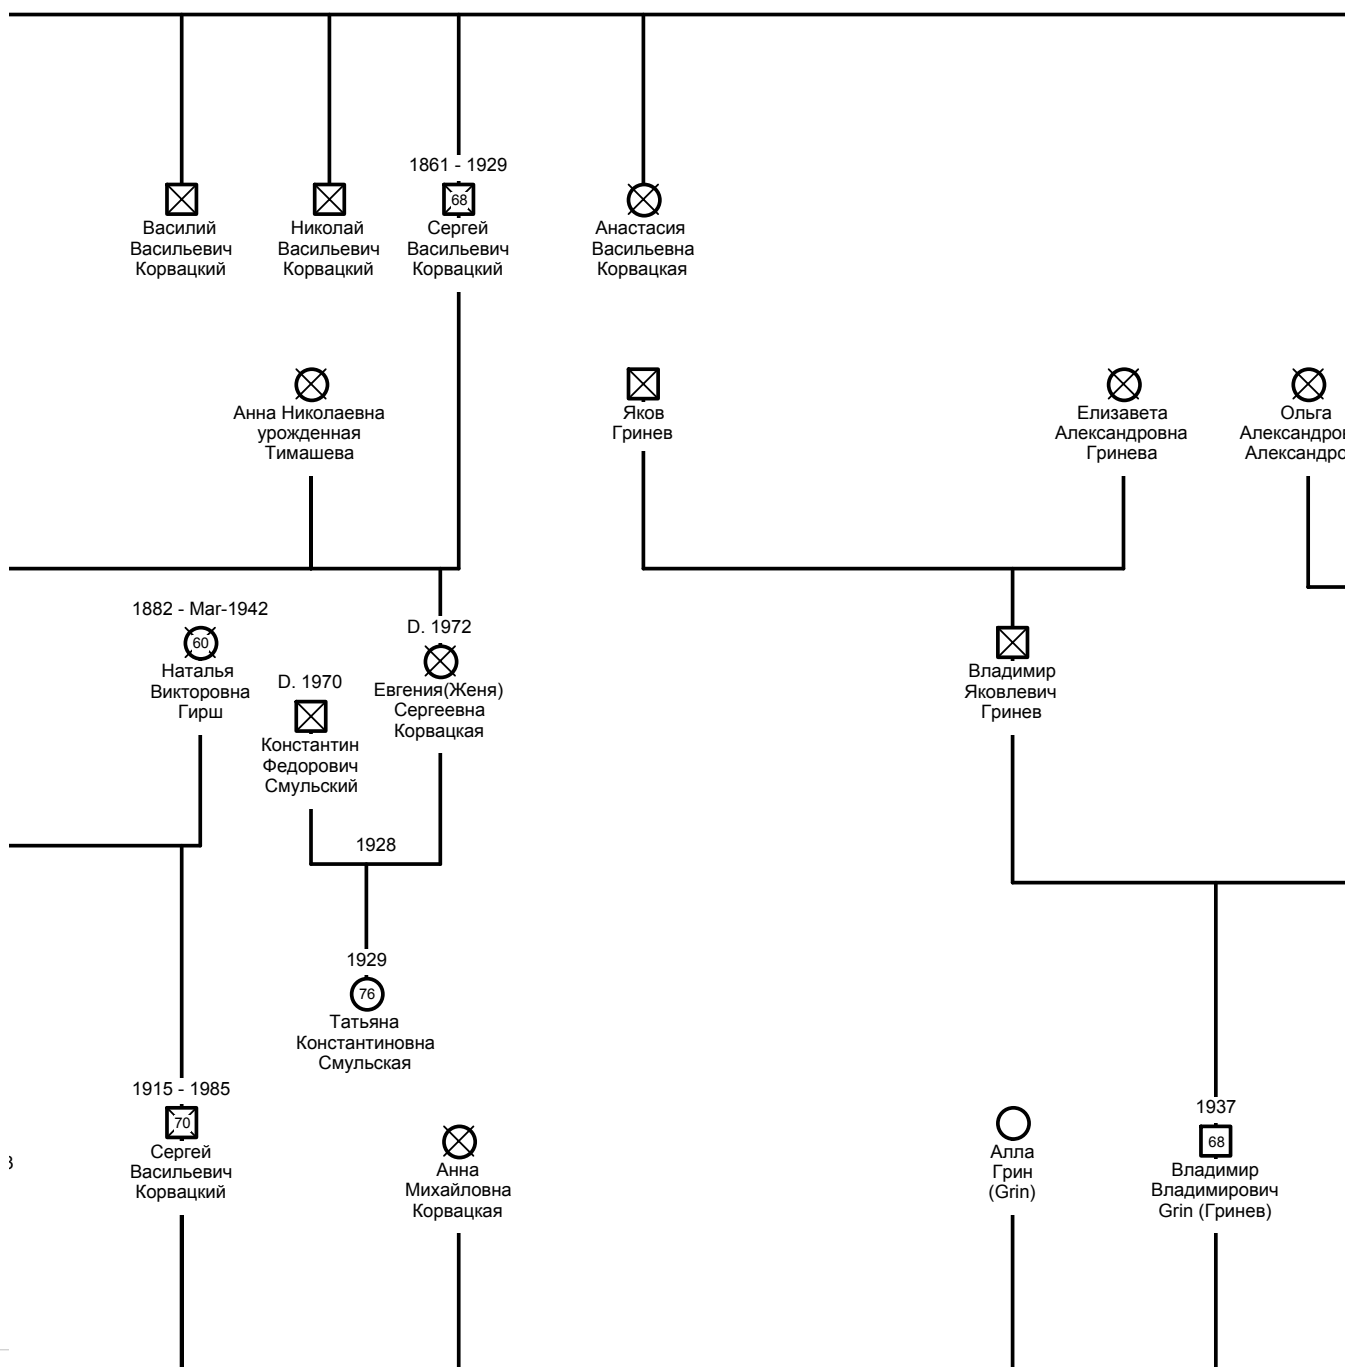 1861 - 1929
68
Василий
Васильевич
Корвацкий
Николай
Васильевич
Корвацкий
Сергей
Васильевич
Корвацкий
Анастасия
Васильевна
Корвацкая
Анна Николаевна
урожденная
Тимашева
Яков
Гринев
Елизавета
Александровна
Гринева
Ольга
1882 - Mar-1942
60
Наталья
Викторовна
Гирш
D. 1970
Константин
Федорович
Смульский
D. 1972
Евгения(Женя)
Сергеевна
Корвацкая
Владимир
Яковлевич
Гринев
1928
1929
76
Татьяна
Константиновна
Смульская
1915 - 1985
70
Сергей
Васильевич
Корвацкий
Анна
Михайловна
Корвацкая
Алла
Грин
(Grin)
1937
68
Владимир
Владимирович
Grin (Гринев)